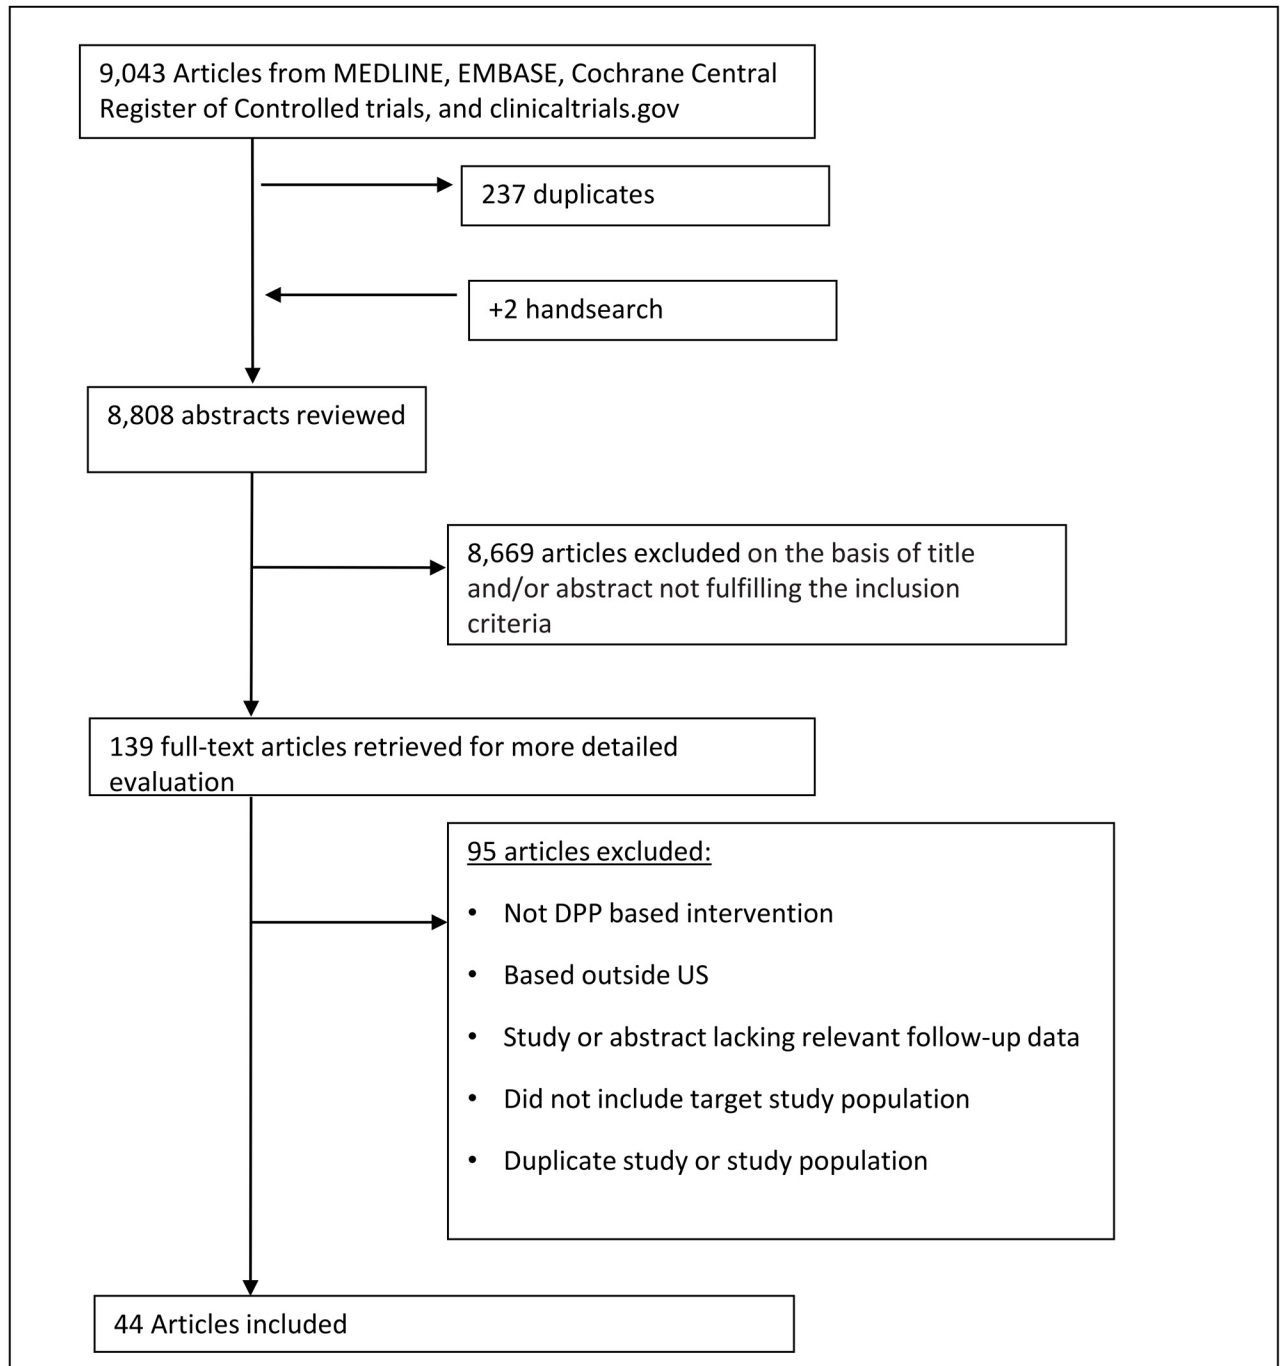 9,043 Articles from MEDLINE, EMBASE, Cochrane Central
Register of Controlled trials, and clinicaltrials.gov
237 duplicates
+2 handsearch
8,808 abstracts reviewed
8,669 articles excluded on the basis of title
and/or abstract not fulfilling the inclusion
criteria
139 full-text articles retrieved for more detailed
evaluation
95 articles excluded:
• Not DPP based intervention
• Based outside US
• Study or abstract lacking relevant follow-up data
• Did not include target study population
• Duplicate study or study population
44 Articles included